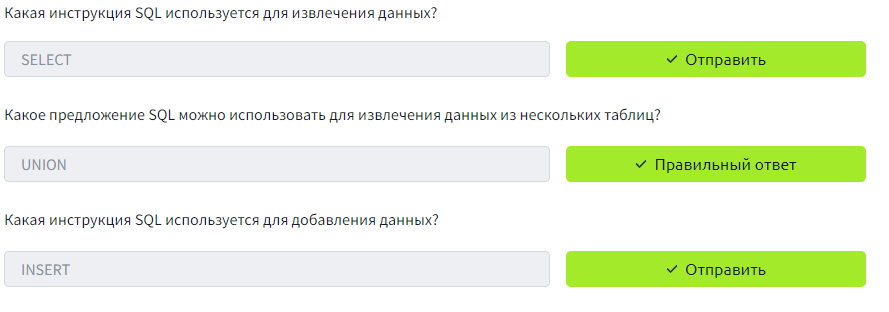 Какая инструкция SQL используется для извлечения данных?
SELECT
✓ Отправить
Какое предложение SQL можно использовать для извлечения данных из нескольких таблиц?
UNION
✓ Правильный ответ
Какая инструкция SQL используется для добавления данных?
INSERT
✓ Отправить